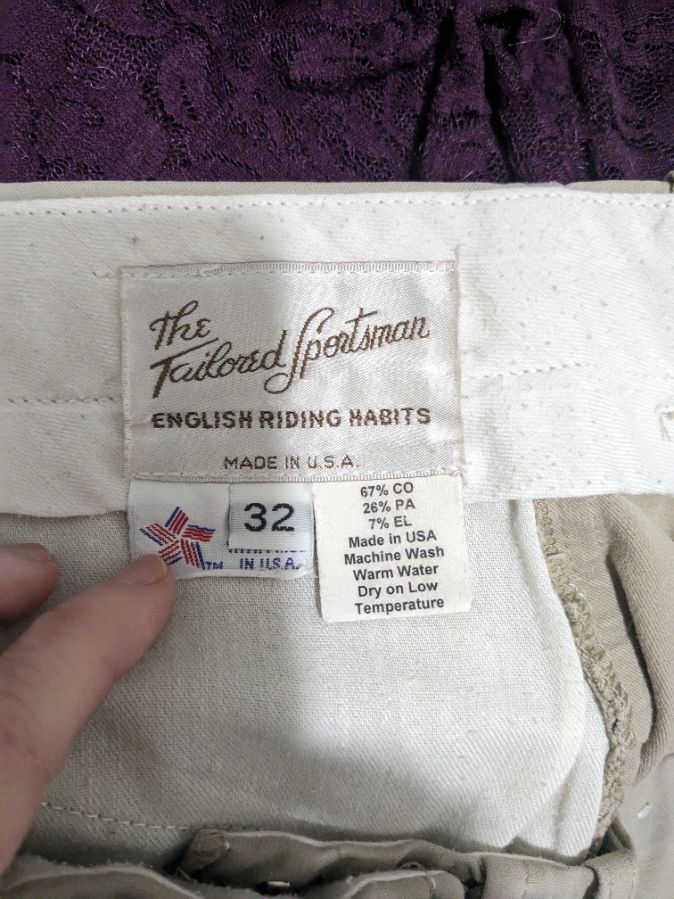 The
Tailored Sportsman
ENGLISH RIDING HABITS
MADE IN U.S.A.
32
TM IN U.S.A.
67% CO
26% PA
7% EL
Made in USA
Machine Wash
Warm Water
Dry on Low
Temperature